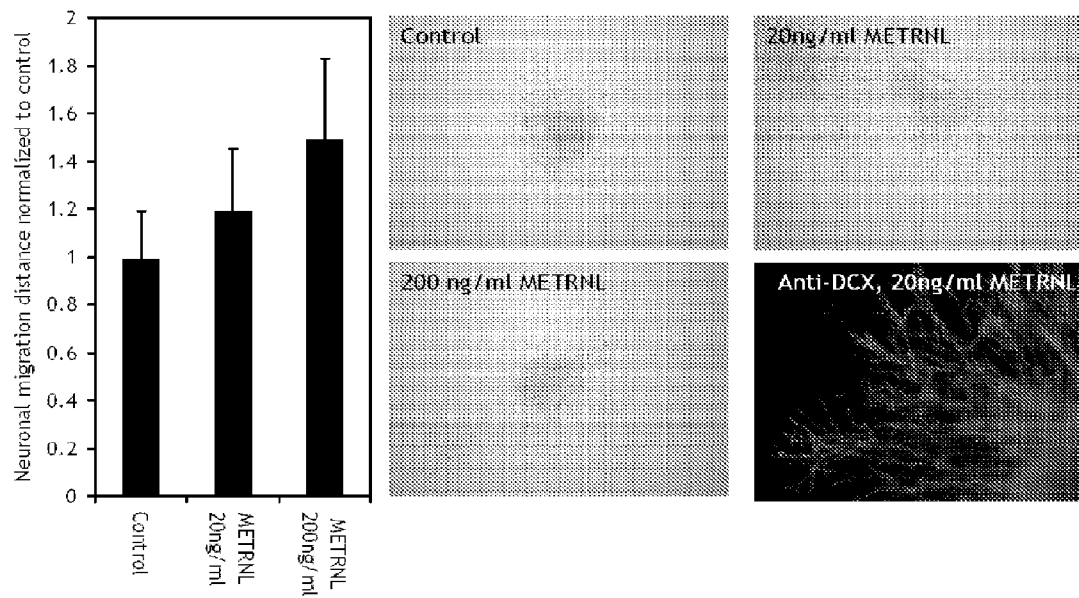 Neuronal migration distance normalized to control
2
1.8
1.6
1.4
1.2
1
0.8
0.6
0.4
0.2
0
Control
METRNL
20ng/ml
METRNL
200ng/ml
Control
20ng/ml METRNL
200 ng/ml METRNL
Anti-DCX, 20ng/ml METRNL